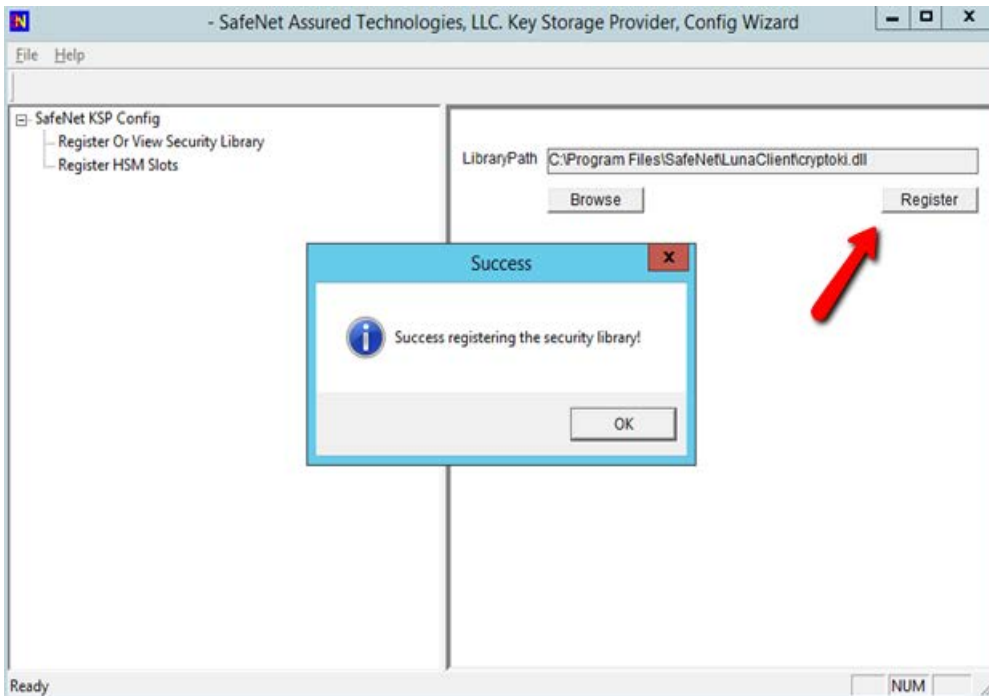 - SafeNet Assured Technologies, LLC. Key Storage Provider, Config Wizard
File Help
SafeNet KSP Config
Register Or View Security Library
Register HSM Slots
LibraryPath C:\Program Files\SafeNet\LunaClient\cryptoki.dll
Browse Register
Success
Success registering the security library!
OK
Ready NUM